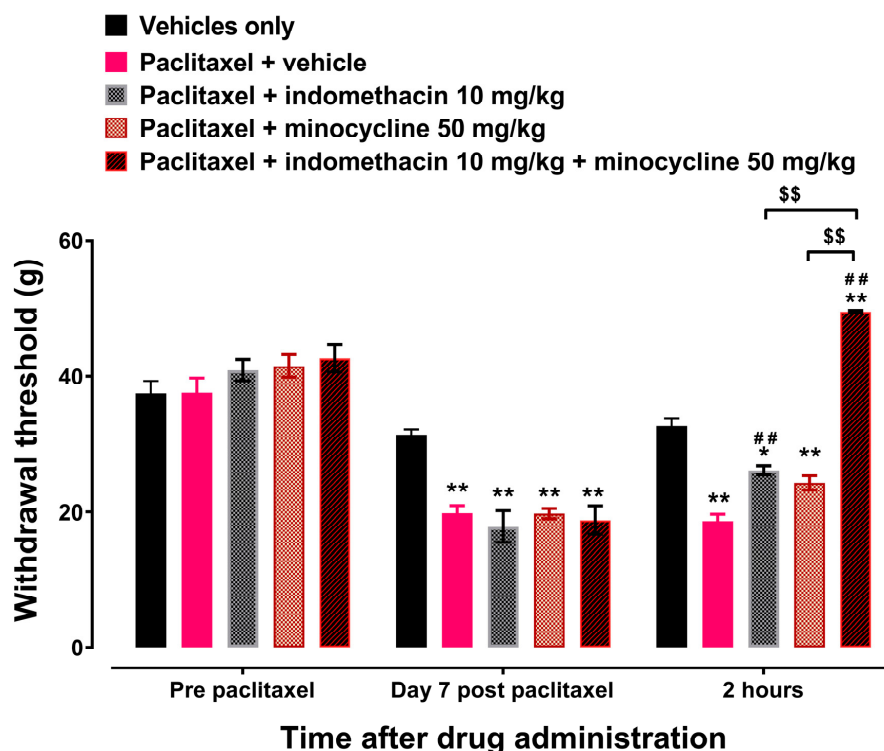 Vehicles only
Paclitaxel + vehicle
Paclitaxel + indomethacin 10 mg/kg
Paclitaxel + minocycline 50 mg/kg
Paclitaxel + indomethacin 10 mg/kg + minocycline 50 mg/kg
$$
$$
##
**
##
*
**
**
**
**
**
**
Withdrawal threshold (g)
60
40
20
0
Pre paclitaxel
Day 7 post paclitaxel
2 hours
Time after drug administration